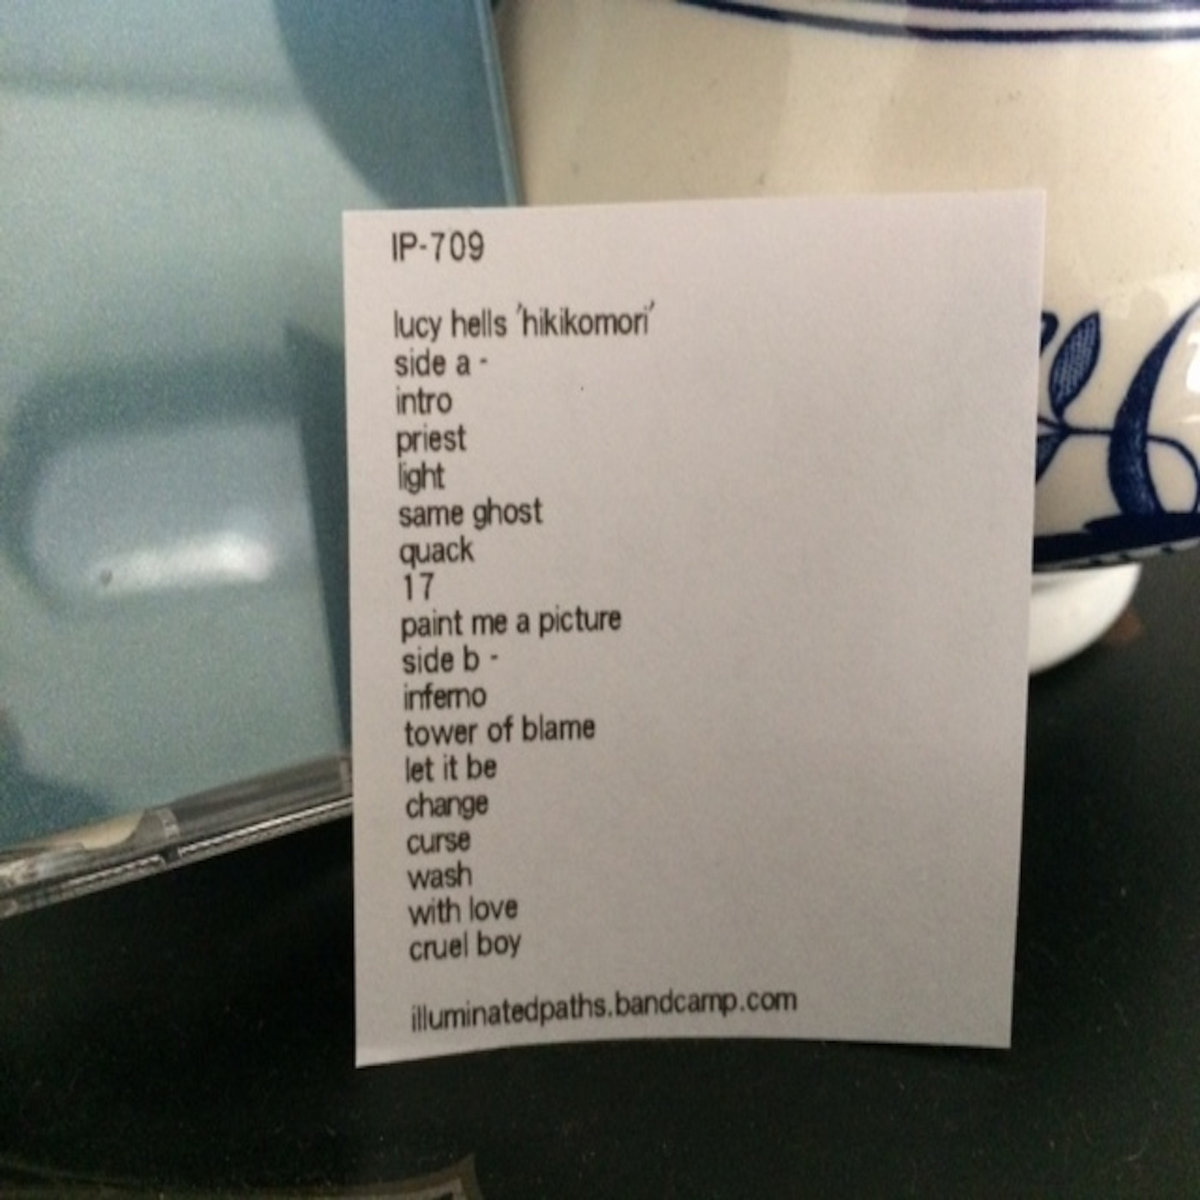 IP-709
lucy hells 'hikikomori'
side a -
intro
priest
light
same ghost
quack
17
paint me a picture
side b -
inferno
tower of blame
let it be
change
curse
wash
with love
cruel boy
illuminatedpaths.bandcamp.com